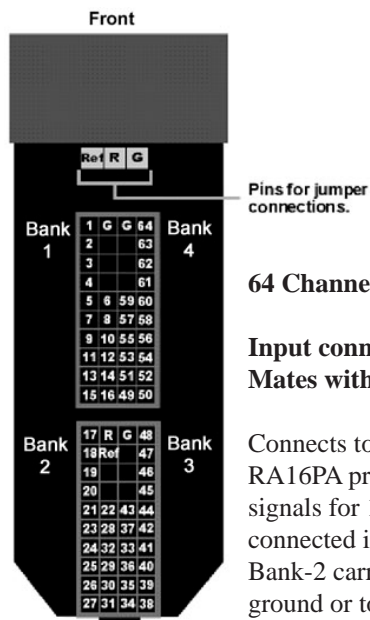 Front
Ref R G
Pins for jumper
connections.
Bank
1
Bank
4
1 G G 64
2 63
3 62
4 61
5 6 59 60
7 8 57 58
9 10 55 56
11 12 53 54
13 14 51 52
15 16 49 50
64 Channe
Input conn
Mates with
Bank
2
Bank
3
17 R G 48
18 Ref 47
19 46
20 45
21 22 43 44
23 28 37 42
24 32 33 41
25 29 36 40
26 30 35 39
27 31 34 38
Connects to
RA16PA pr
signals for 1
connected i
Bank-2 carr
ground or to